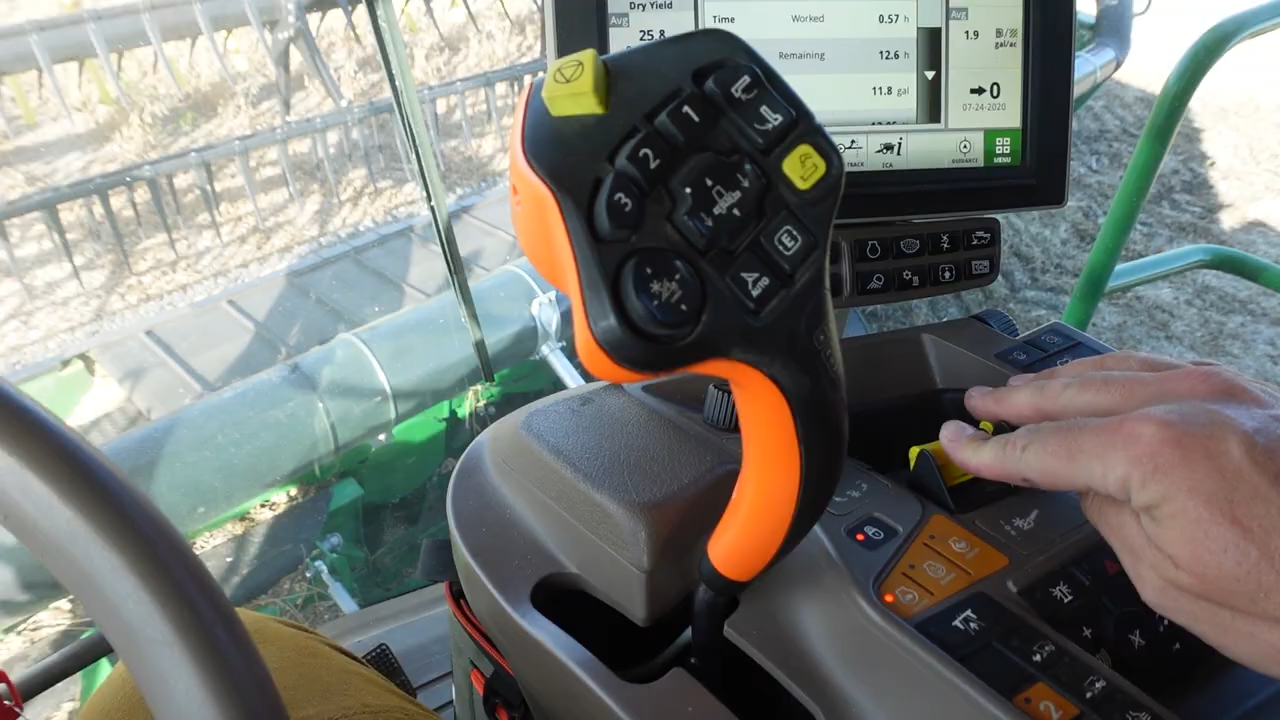 Dry Yield
Avg
25.8
Time Worked 0.57 h
Remaining 12.6 h
11.8 gal
Avg
1.9 gal/ac
0
07-24-2020
TRACK
ICA
GUIDANCE
MENU
1
2
3
E
AUTO
2